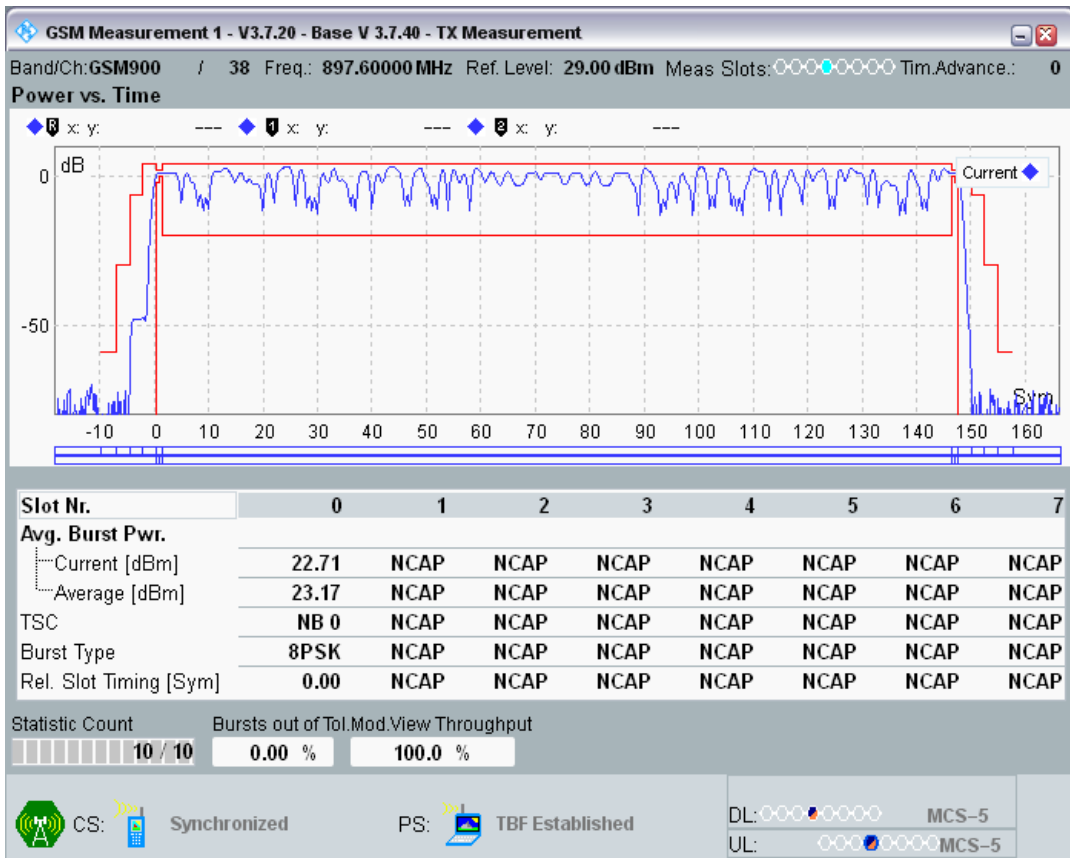 GSM Measurement 1 - V3.7.20 - Base V 3.7.40 - TX Measurement
Band/Ch:GSM900 / 38 Freq.: 897.60000 MHz Ref. Level: 29.00 dBm Meas Slots: Tim.Advance.: 0
Power vs. Time
R x: y: --- 1 x: y: --- 2 x: y: ---
dB
Current
0
-50
Sym
-10 0 10 20 30 40 50 60 70 80 90 100 110 120 130 140 150 160
Slot Nr. 0 1 2 3 4 5 6 7
Avg. Burst Pwr.
Current [dBm] 22.71 NCAP NCAP NCAP NCAP NCAP NCAP NCAP
Average [dBm] 23.17 NCAP NCAP NCAP NCAP NCAP NCAP NCAP
TSC NB 0 NCAP NCAP NCAP NCAP NCAP NCAP NCAP
Burst Type 8PSK NCAP NCAP NCAP NCAP NCAP NCAP NCAP
Rel. Slot Timing [Sym] 0.00 NCAP NCAP NCAP NCAP NCAP NCAP NCAP
Statistic Count Bursts out of Tol.Mod.View Throughput
10 / 10 0.00 % 100.0 %
CS: Synchronized PS: TBF Established
DL: MCS-5
UL: MCS-5